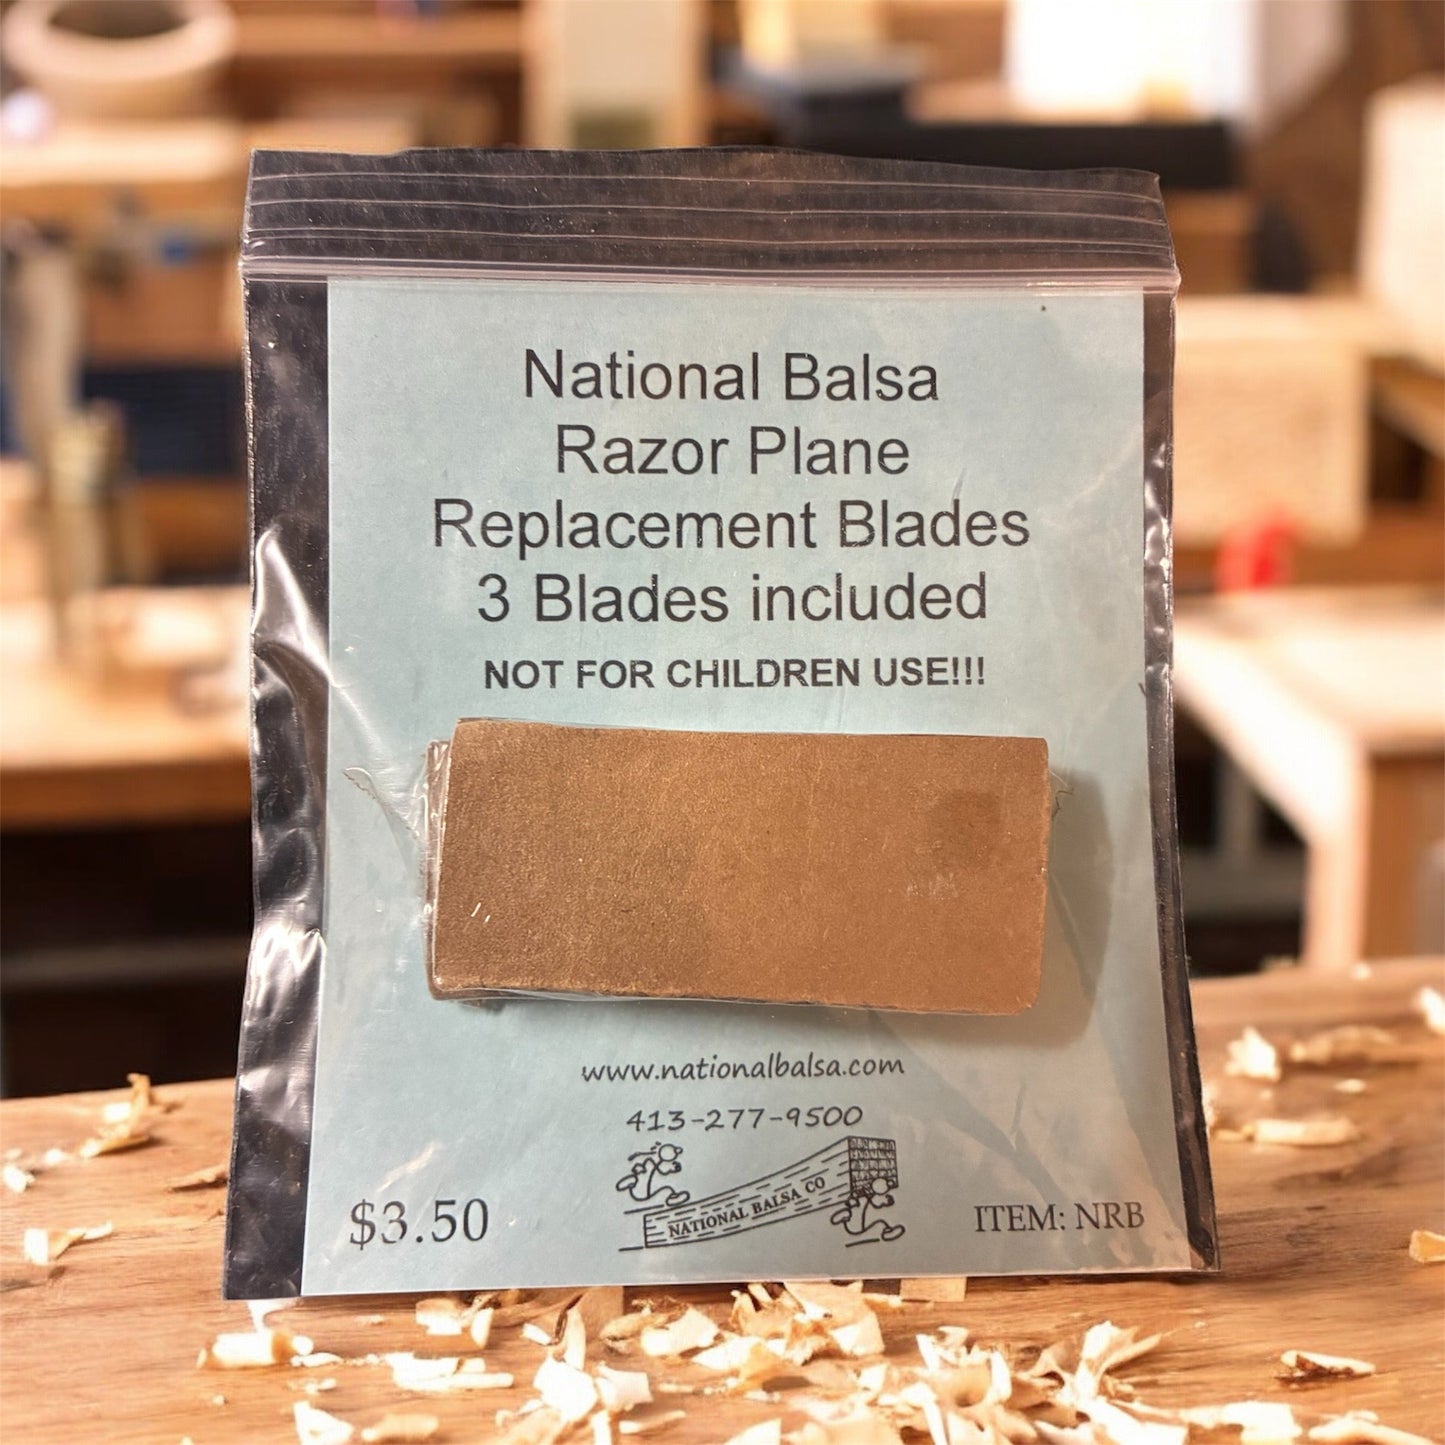 National Balsa
Razor Plane
Replacement Blades
3 Blades included
NOT FOR CHILDREN USE!!!
www.nationalbalsa.com
413-277-9500
NATIONAL BALSA CO
$3.50
ITEM: NRB